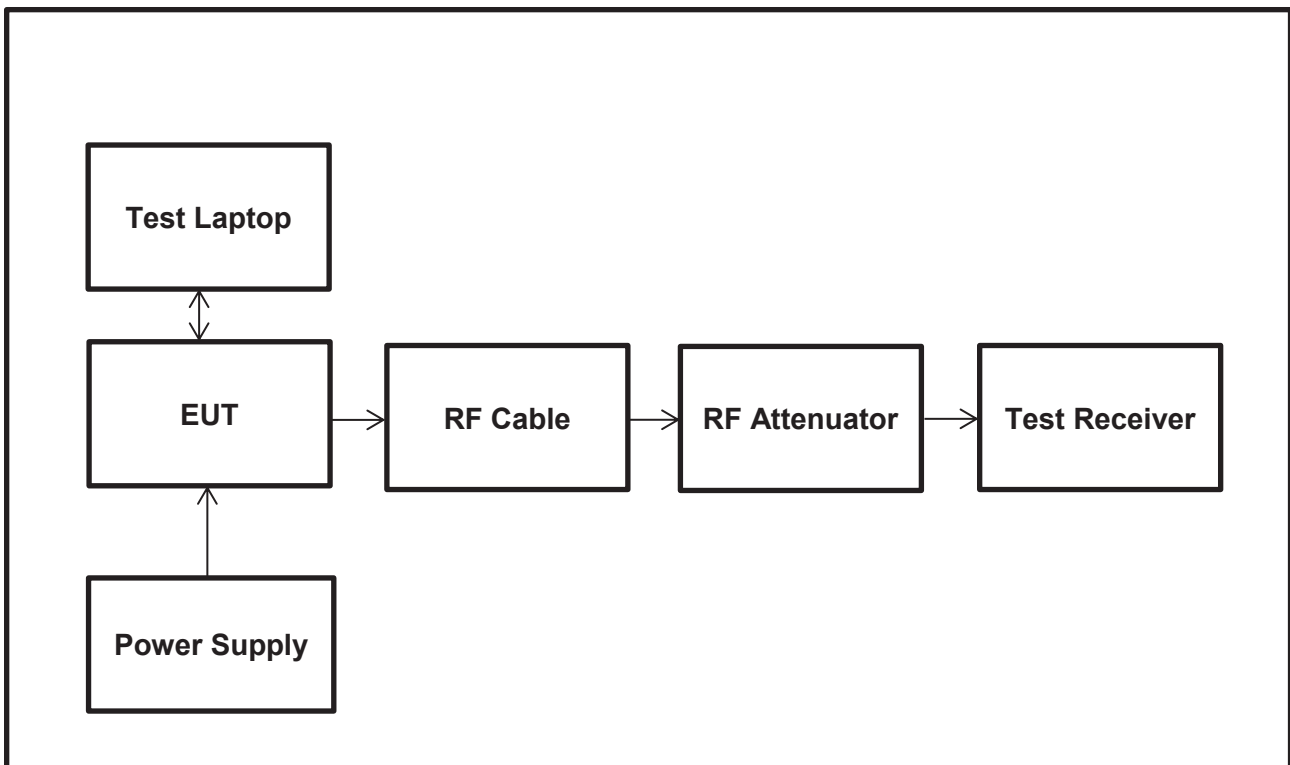 Test Laptop
EUT
RF Cable
RF Attenuator
Test Receiver
Power Supply